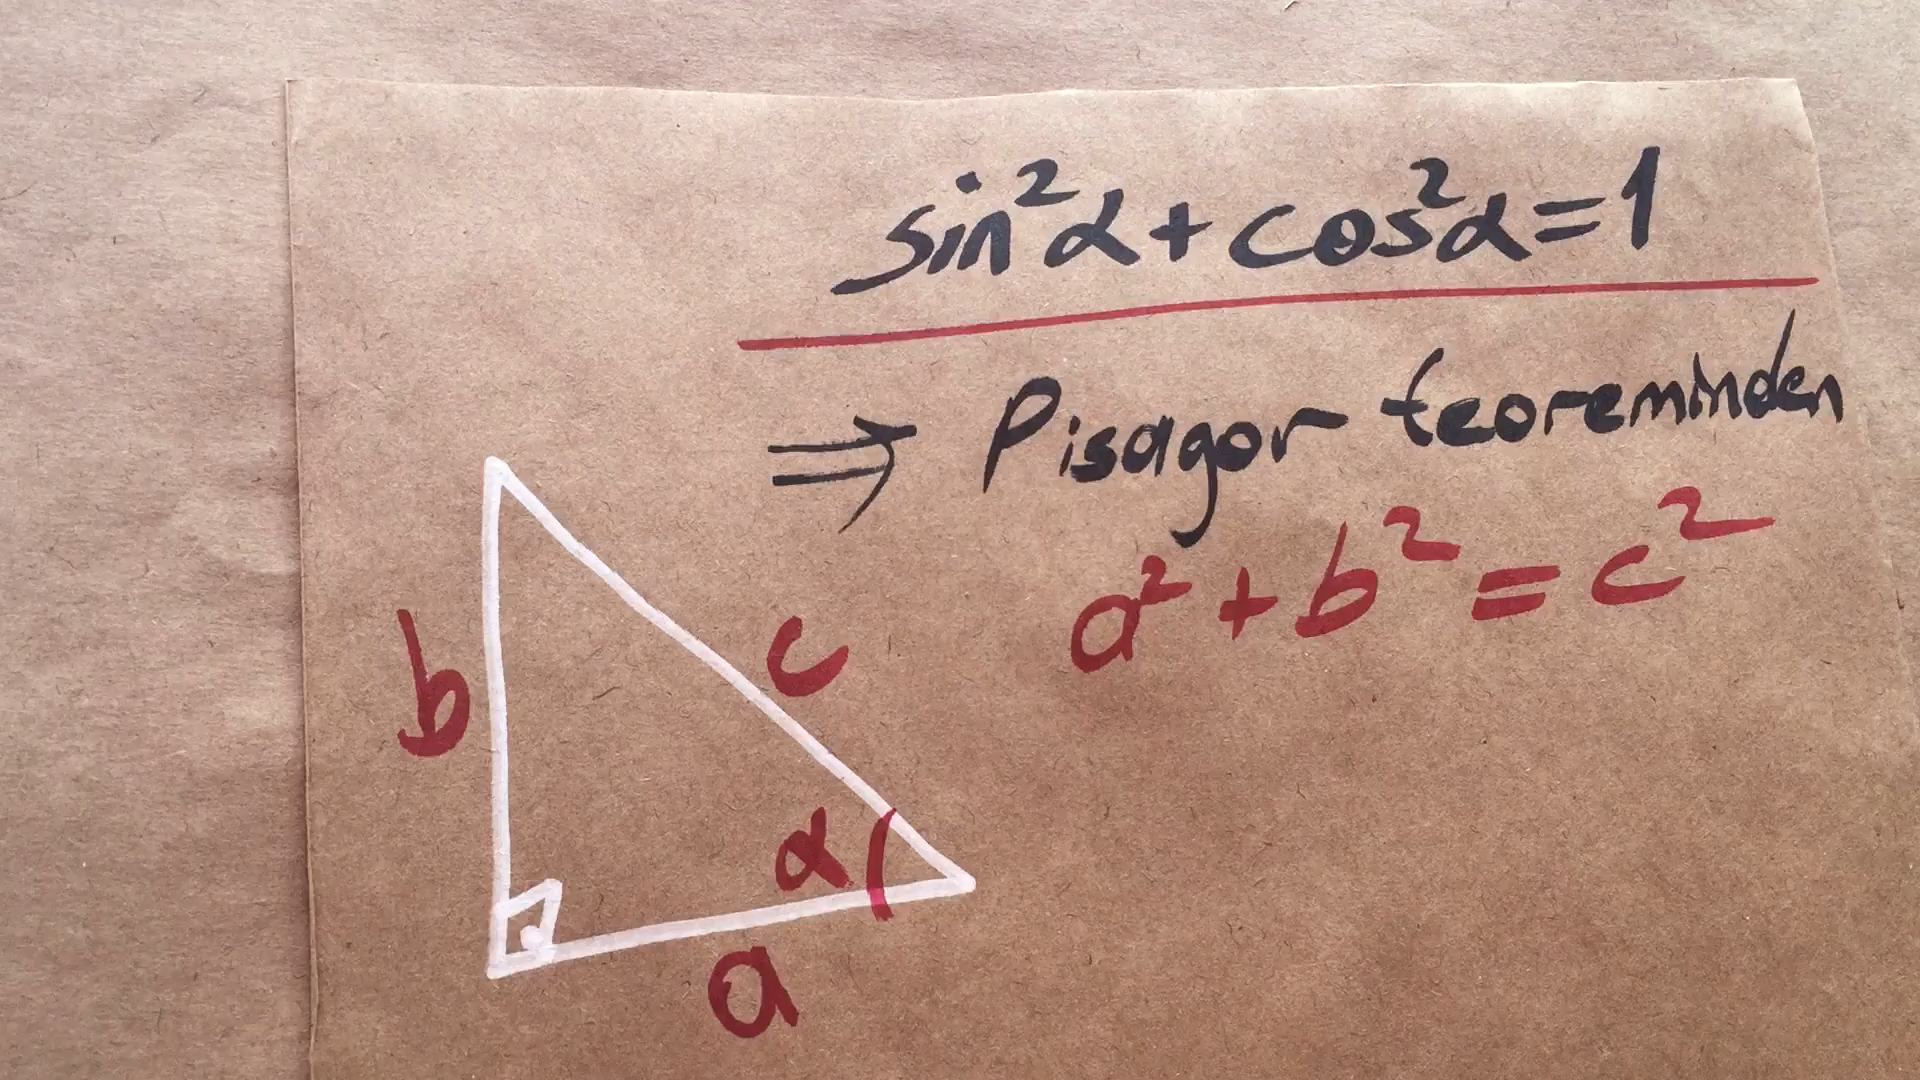 sin²α+cos²α=1
⇒ Pisagor teoreminden
a²+b²=c²
b
c
α
a